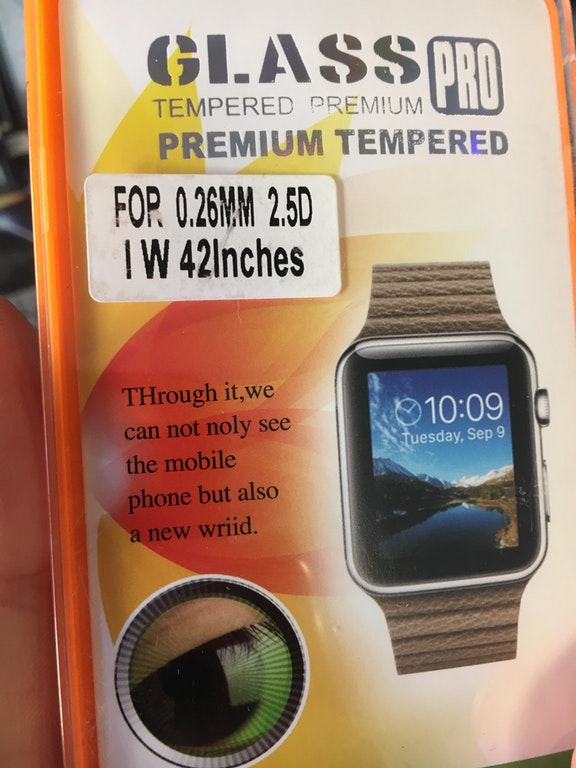 GLASS PRO
TEMPERED PREMIUM
PREMIUM TEMPERED
FOR 0.26MM 2.5D
I W 42Inches
THrough it,we
can not noly see
the mobile
phone but also
a new wriid.
10:09
Tuesday, Sep 9